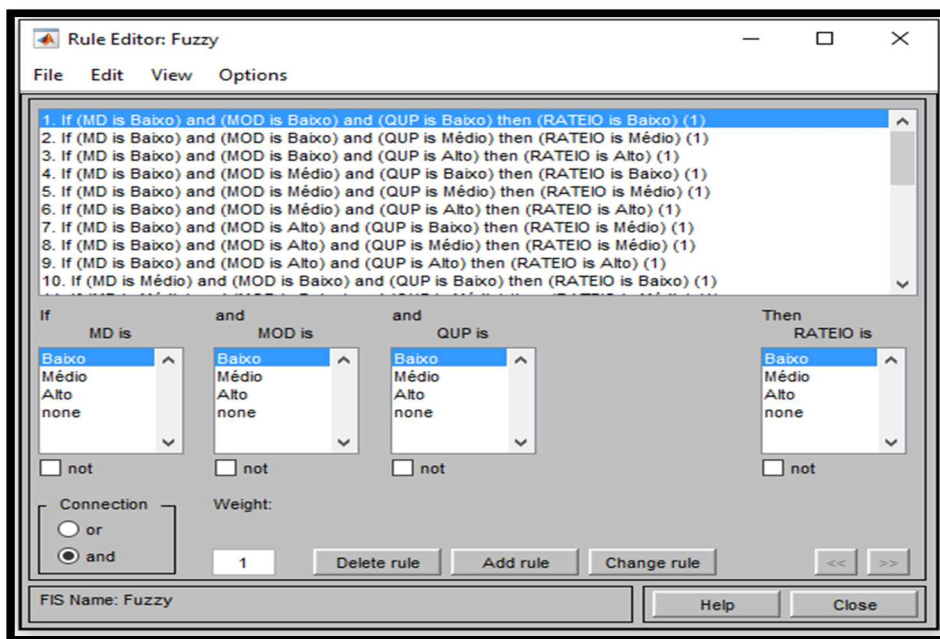 Rule Editor: Fuzzy
File Edit View Options
1. If (MD is Baixo) and (MOD is Baixo) and (QUP is Baixo) then (RATEIO is Baixo) (1)
2. If (MD is Baixo) and (MOD is Baixo) and (QUP is Médio) then (RATEIO is Médio) (1)
3. If (MD is Baixo) and (MOD is Baixo) and (QUP is Alto) then (RATEIO is Alto) (1)
4. If (MD is Baixo) and (MOD is Médio) and (QUP is Baixo) then (RATEIO is Baixo) (1)
5. If (MD is Baixo) and (MOD is Médio) and (QUP is Médio) then (RATEIO is Médio) (1)
6. If (MD is Baixo) and (MOD is Médio) and (QUP is Alto) then (RATEIO is Alto) (1)
7. If (MD is Baixo) and (MOD is Alto) and (QUP is Baixo) then (RATEIO is Médio) (1)
8. If (MD is Baixo) and (MOD is Alto) and (QUP is Médio) then (RATEIO is Médio) (1)
9. If (MD is Baixo) and (MOD is Alto) and (QUP is Alto) then (RATEIO is Alto) (1)
10. If (MD is Médio) and (MOD is Baixo) and (QUP is Baixo) then (RATEIO is Baixo) (1)
If and and Then
MD is MOD is QUP is RATEIO is
Baixo Baixo Baixo Baixo
Médio Médio Médio Médio
Alto Alto Alto Alto
none none none none
not not not not
Connection Weight:
or
and 1 Delete rule Add rule Change rule << >>
FIS Name: Fuzzy Help Close